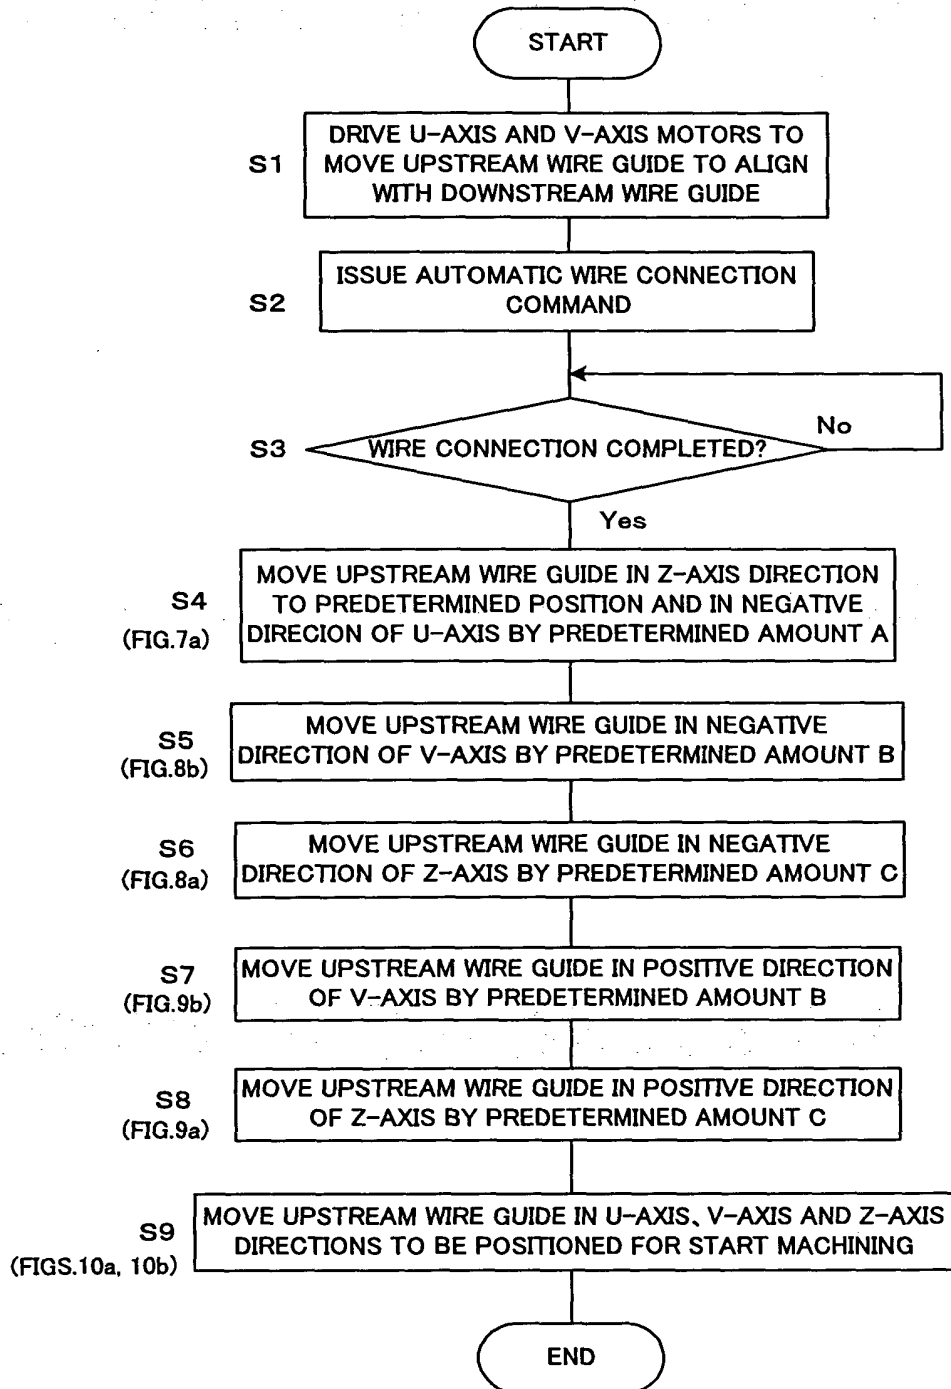 START
S1
DRIVE U-AXIS AND V-AXIS MOTORS TO
MOVE UPSTREAM WIRE GUIDE TO ALIGN
WITH DOWNSTREAM WIRE GUIDE
S2
ISSUE AUTOMATIC WIRE CONNECTION
COMMAND
S3
WIRE CONNECTION COMPLETED?
No
Yes
S4
(FIG.7a)
MOVE UPSTREAM WIRE GUIDE IN Z-AXIS DIRECTION
TO PREDETERMINED POSITION AND IN NEGATIVE
DIRECION OF U-AXIS BY PREDETERMINED AMOUNT A
S5
(FIG.8b)
MOVE UPSTREAM WIRE GUIDE IN NEGATIVE
DIRECTION OF V-AXIS BY PREDETERMINED AMOUNT B
S6
(FIG.8a)
MOVE UPSTREAM WIRE GUIDE IN NEGATIVE
DIRECTION OF Z-AXIS BY PREDETERMINED AMOUNT C
S7
(FIG.9b)
MOVE UPSTREAM WIRE GUIDE IN POSITIVE DIRECTION
OF V-AXIS BY PREDETERMINED AMOUNT B
S8
(FIG.9a)
MOVE UPSTREAM WIRE GUIDE IN POSITIVE DIRECTION
OF Z-AXIS BY PREDETERMINED AMOUNT C
S9
(FIGS.10a, 10b)
MOVE UPSTREAM WIRE GUIDE IN U-AXIS、V-AXIS AND Z-AXIS
DIRECTIONS TO BE POSITIONED FOR START MACHINING
END